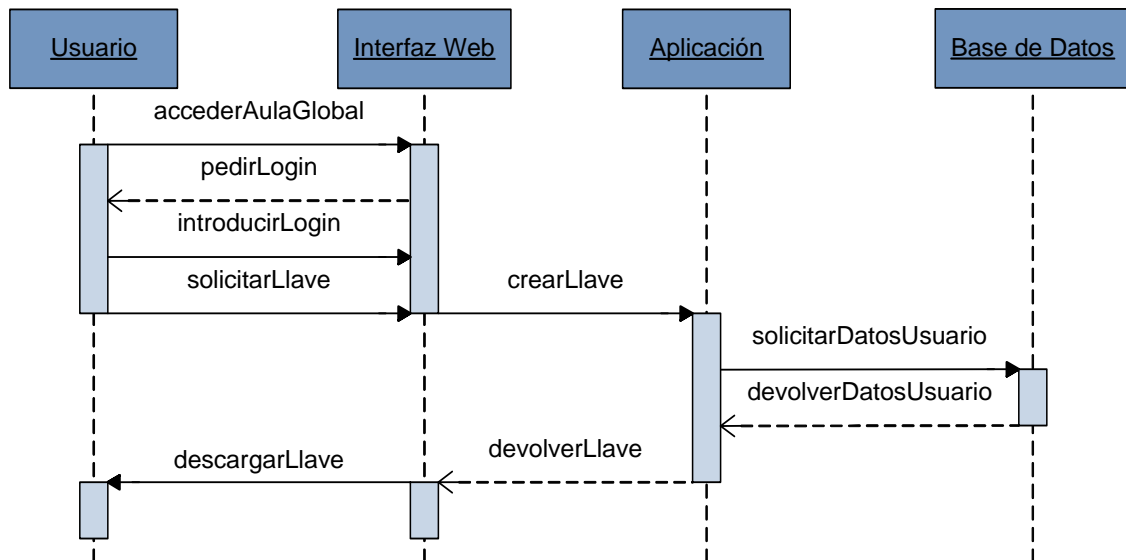 Usuario
Interfaz Web
Aplicación
Base de Datos
accederAulaGlobal
pedirLogin
introducirLogin
solicitarLlave
crearLlave
solicitarDatosUsuario
devolverDatosUsuario
devolverLlave
descargarLlave